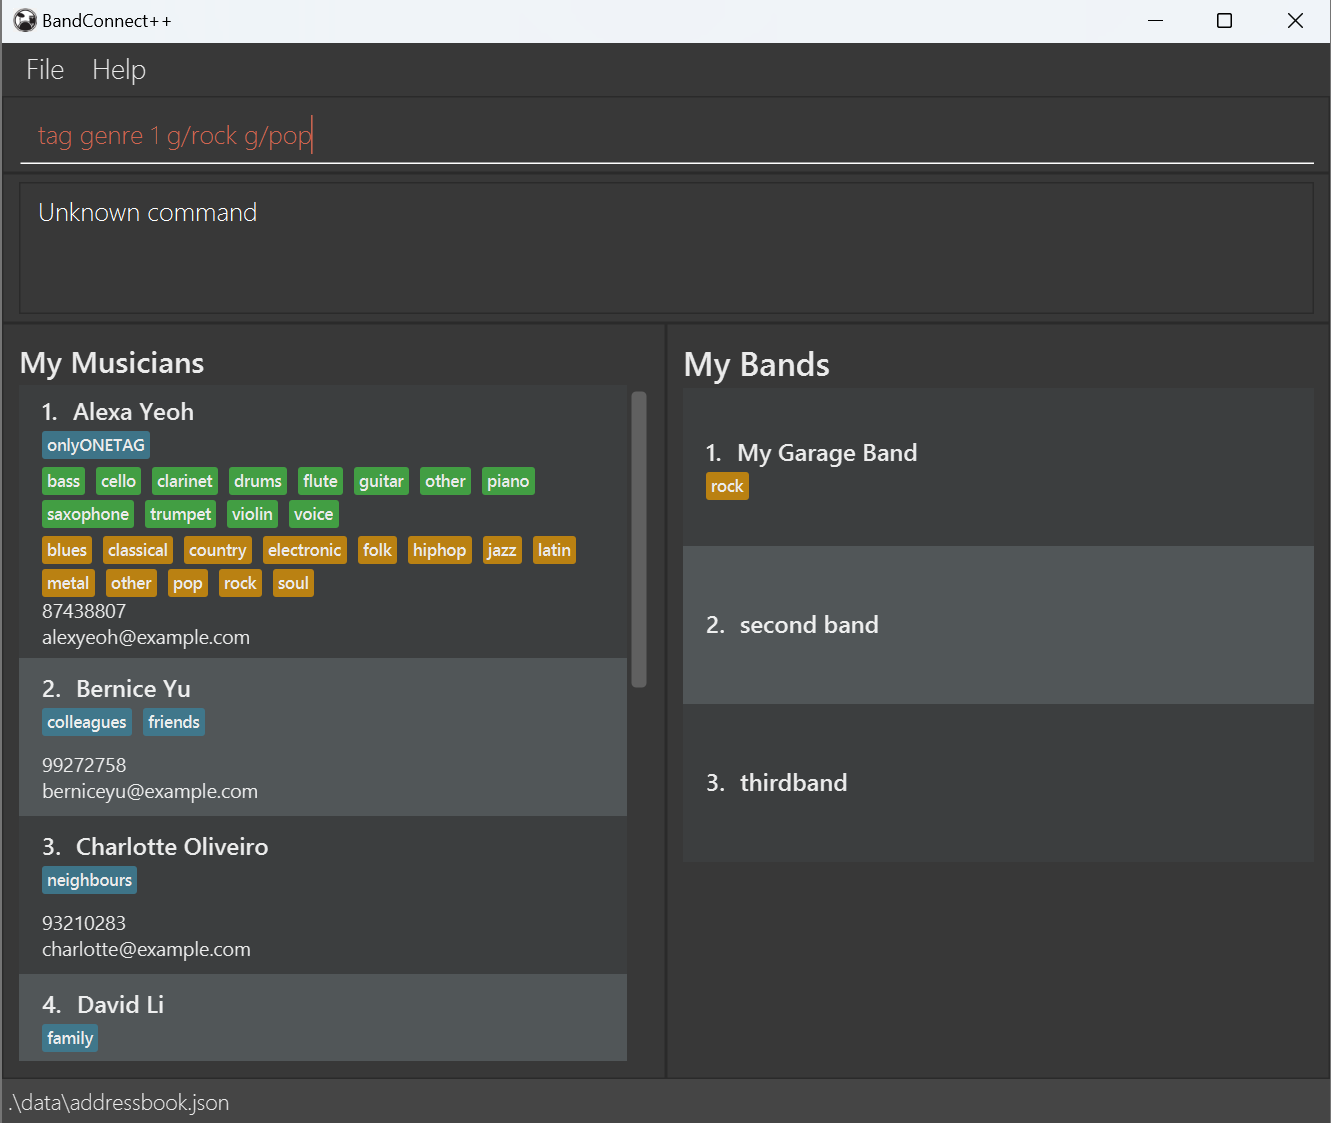 BandConnect++
File Help
tag genre 1 g/rock g/pop
Unknown command
My Musicians
1. Alexa Yeoh
onlyONETAG
bass cello clarinet drums flute guitar other piano
saxophone trumpet violin voice
blues classical country electronic folk hiphop jazz latin
metal other pop rock soul
87438807
alexyeoh@example.com
2. Bernice Yu
colleagues friends
99272758
berniceyu@example.com
3. Charlotte Oliveiro
neighbours
93210283
charlotte@example.com
4. David Li
family
My Bands
1. My Garage Band
rock
2. second band
3. thirdband
.\data\addressbook.json